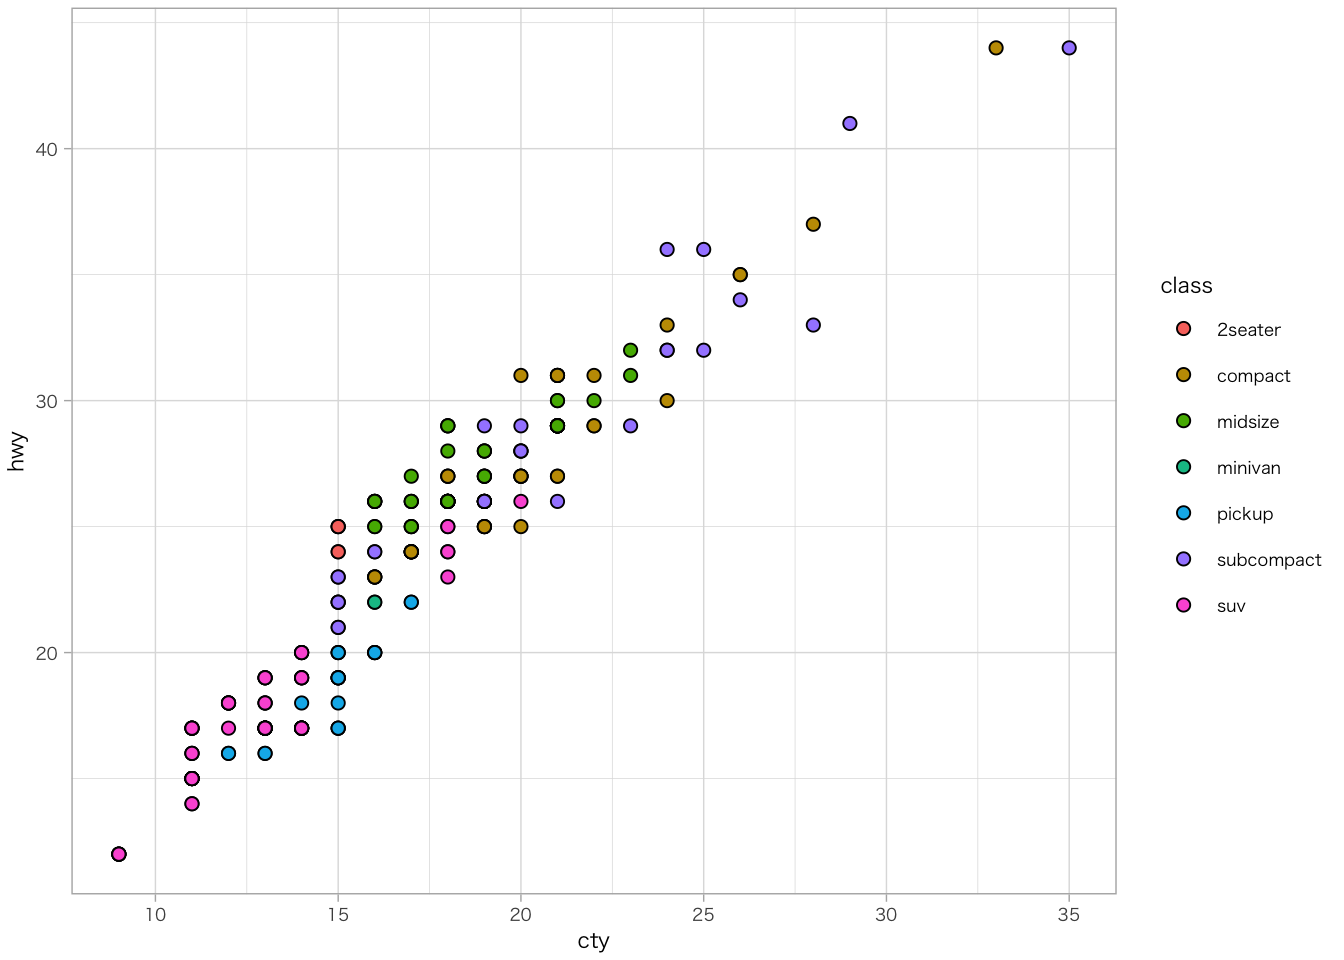 hwy
40
30
20
10 15 20 25 30 35
cty
class
2seater
compact
midsize
minivan
pickup
subcompact
suv